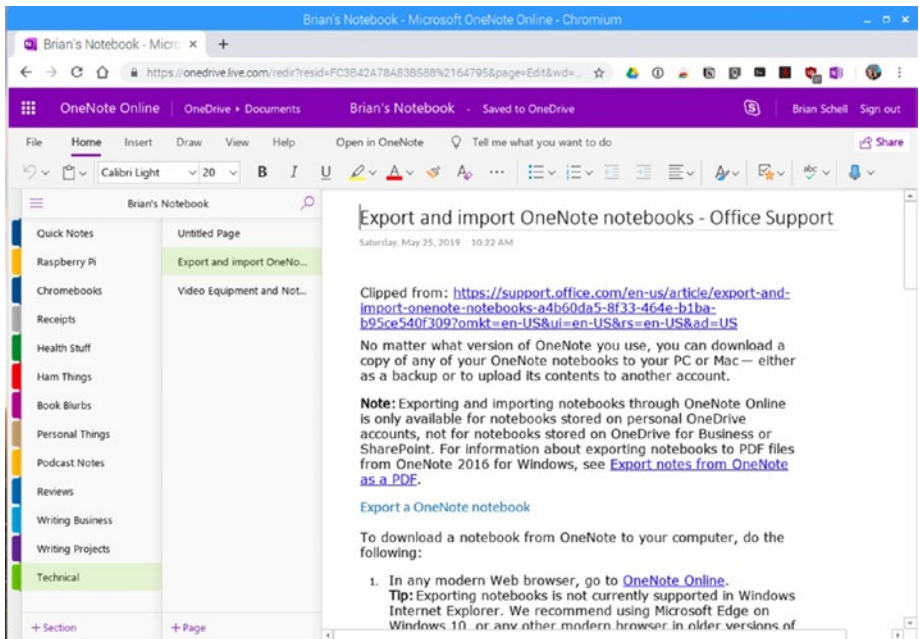 Brian's Notebook - Microsoft OneNote Online - Chromium
Brian's Notebook - Micro
https://onedrive.live.com/redir?resid=FC3B42A78A83B588%2164795&page=Edit&wd=...
OneNote Online | OneDrive ▸ Documents Brian's Notebook - Saved to OneDrive Brian Schell Sign out
File Home Insert Draw View Help Open in OneNote Tell me what you want to do Share
Calibri Light 20 B I U A A abc
Brian's Notebook
Quick Notes
Raspberry Pi
Chromebooks
Receipts
Health Stuff
Ham Things
Book Blurbs
Personal Things
Podcast Notes
Reviews
Writing Business
Writing Projects
Technical
+ Section
Untitled Page
Export and import OneNo...
Video Equipment and Not...
+ Page
Export and import OneNote notebooks - Office Support
Saturday, May 25, 2019 10:22 AM
Clipped from: https://support.office.com/en-us/article/export-and-
import-onenote-notebooks-a4b60da5-8f33-464e-b1ba-
b95ce540f309?omkt=en-US&ui=en-US&rs=en-US&ad=US
No matter what version of OneNote you use, you can download a
copy of any of your OneNote notebooks to your PC or Mac — either
as a backup or to upload its contents to another account.
Note: Exporting and importing notebooks through OneNote Online
is only available for notebooks stored on personal OneDrive
accounts, not for notebooks stored on OneDrive for Business or
SharePoint. For information about exporting notebooks to PDF files
from OneNote 2016 for Windows, see Export notes from OneNote
as a PDF.
Export a OneNote notebook
To download a notebook from OneNote to your computer, do the
following:
1. In any modern Web browser, go to OneNote Online.
Tip: Exporting notebooks is not currently supported in Windows
Internet Explorer. We recommend using Microsoft Edge on
Windows 10, or any other modern browser in older versions of